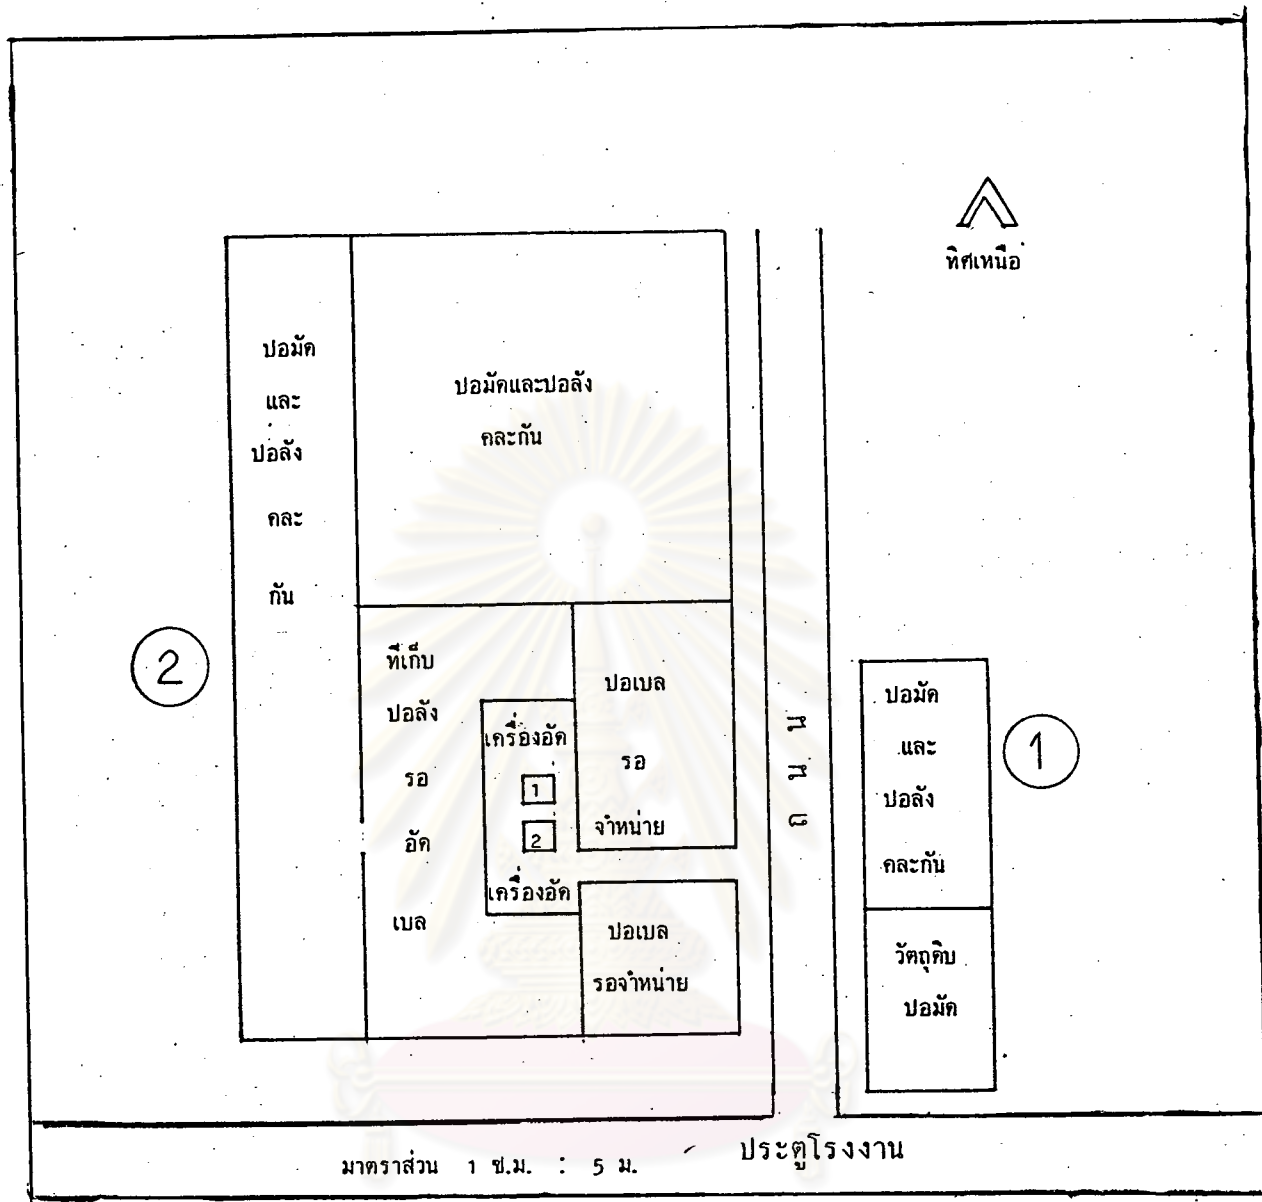 ทิศเหนือ
ปอมัด
และ
ปอลัง
คละ
กัน
ปอมัดและปอลัง
คละกัน
2
ที่เก็บ
ปอลัง
รอ
อัด
เบล
เครื่องอัด
1
2
เครื่องอัด
ปอเบล
รอ
จำหน่าย
ปอเบล
รอจำหน่าย
ถนน
ปอมัด
และ
ปอลัง
คละกัน
1
วัตถุดิบ
ปอมัด
ประตูโรงงาน
มาตราส่วน 1 ซ.ม. : 5 ม.